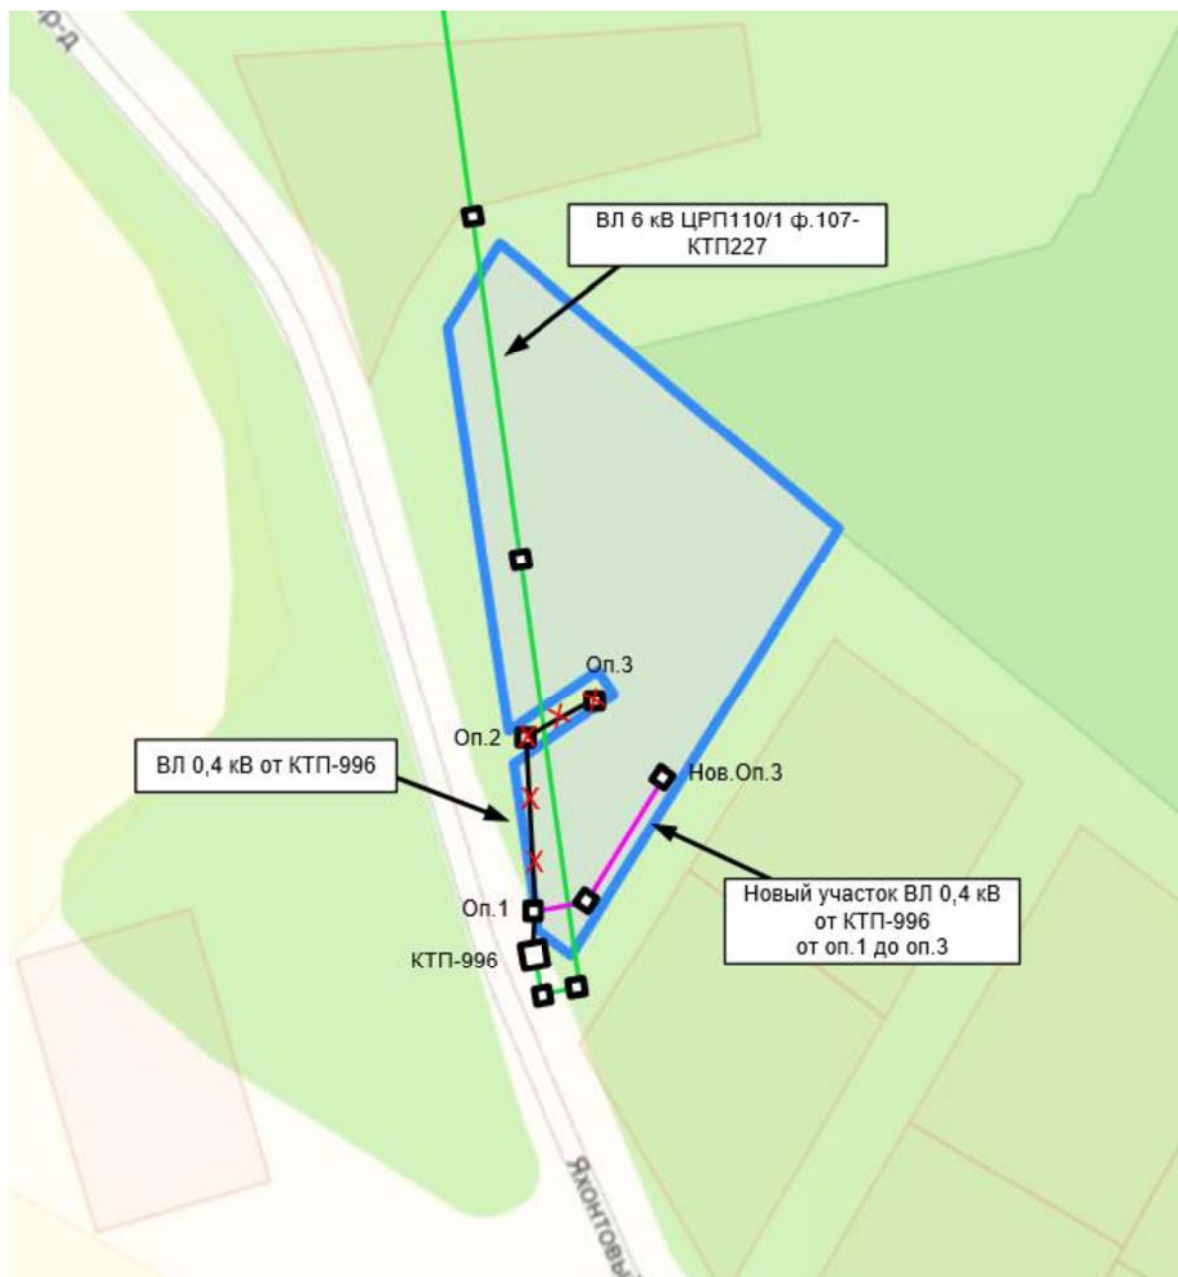 р-д
ВЛ 6 кВ ЦРП110/1 ф.107-
КТП227
Оп.3
Оп.2
ВЛ 0,4 кВ от КТП-996
Нов.Оп.3
Оп.1
Новый участок ВЛ 0,4 кВ
от КТП-996
от оп.1 до оп.3
КТП-996
Яхонтовы